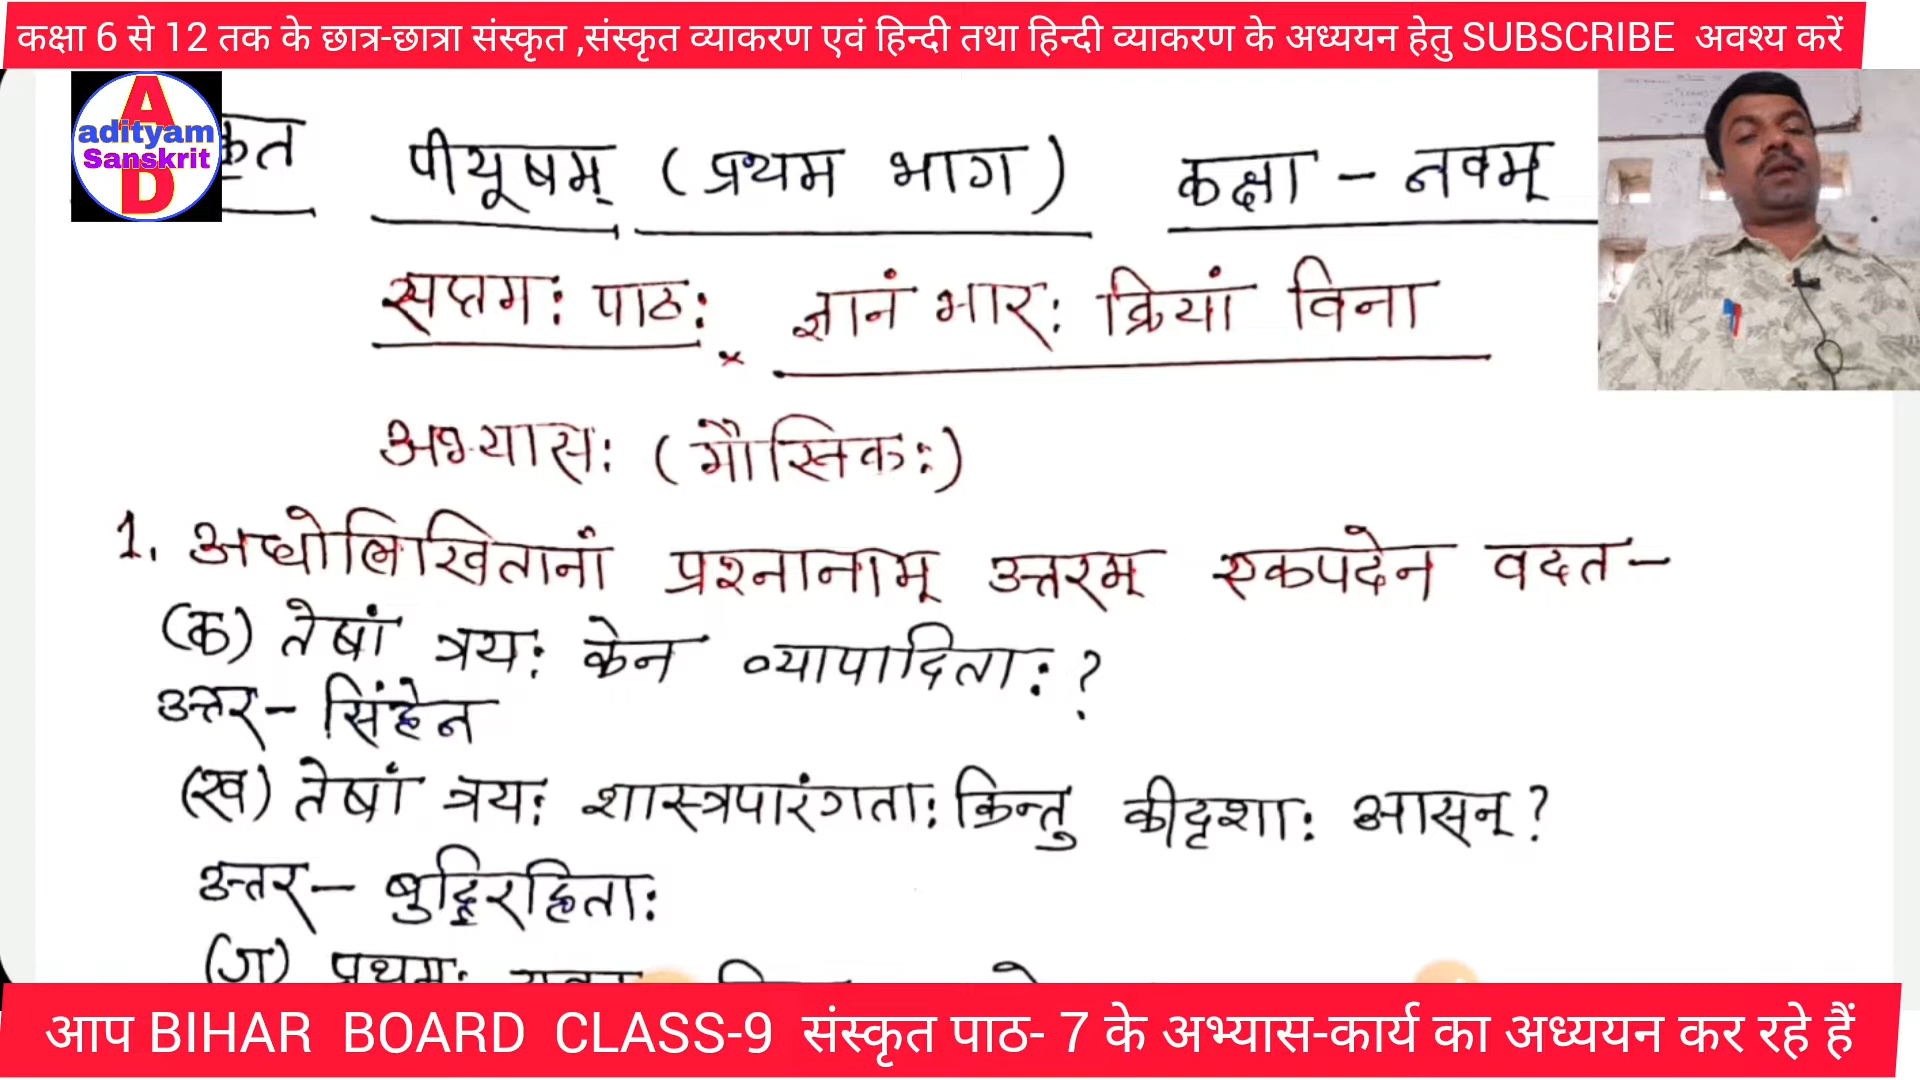 कक्षा 6 से 12 तक के छात्र-छात्रा संस्कृत ,संस्कृत व्याकरण एवं हिन्दी तथा हिन्दी व्याकरण के अध्ययन हेतु SUBSCRIBE अवश्य करें
A
adityam
Sanskrit
D
कृत पीयूषम् (प्रथम भाग) कक्षा - नवम्
सप्तमः पाठः ज्ञानं भारः क्रियां विना
अभ्यासः (मौखिकः)
1. अधोलिखितानां प्रश्नानाम् उत्तरम् एकपदेन वदत-
(क) तेषां त्रयः केन व्यापादिताः?
उत्तर- सिंहेन
(ख) तेषां त्रयः शास्त्रपारंगताः किन्तु कीदृशाः आसन्?
उत्तर- बुद्धिरहिताः
(ग) प्रथमः
आप BIHAR BOARD CLASS-9 संस्कृत पाठ- 7 के अभ्यास-कार्य का अध्ययन कर रहे हैं